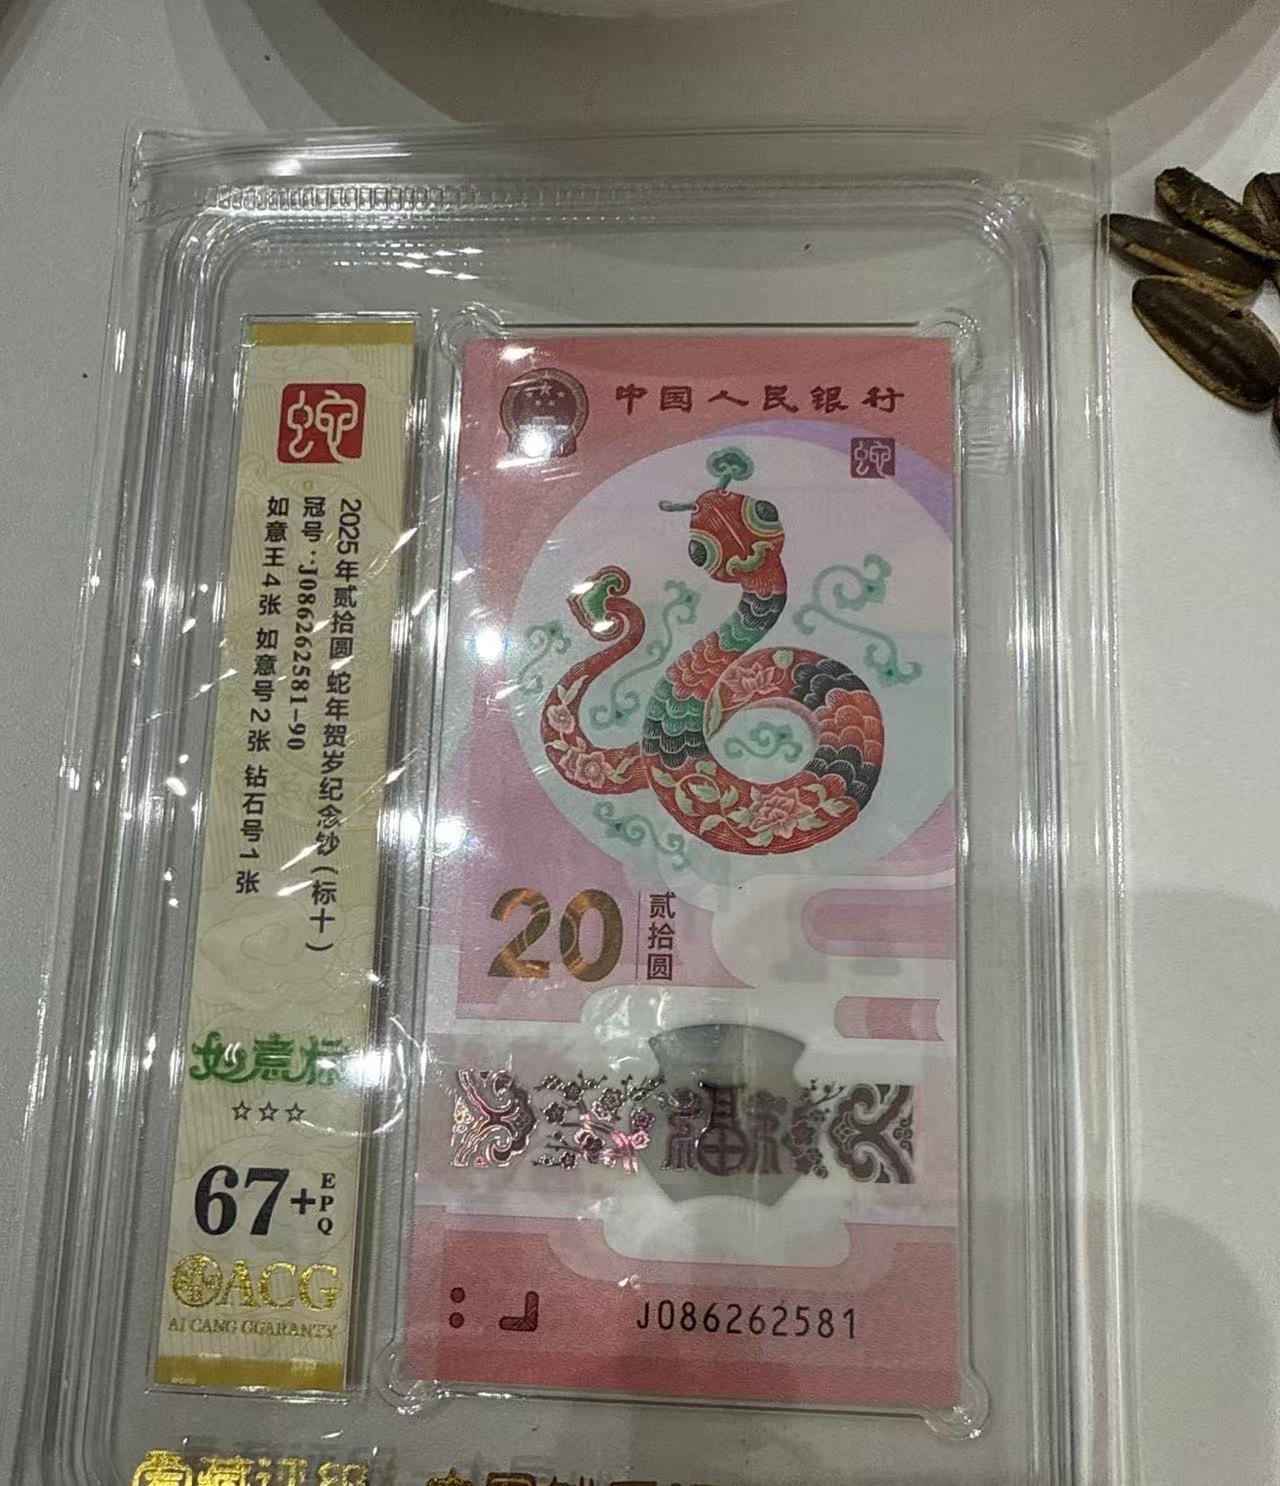 蛇
2025年贰拾圆 蛇年贺岁纪念钞(标十)
冠号:J086262581-90
如意王4张 如意号2张 钻石号1张
如意标
☆☆☆
67+EPQ
ACG
AI CANG GUARANTY
中国人民银行
蛇
20
贰拾圆
福
J086262581